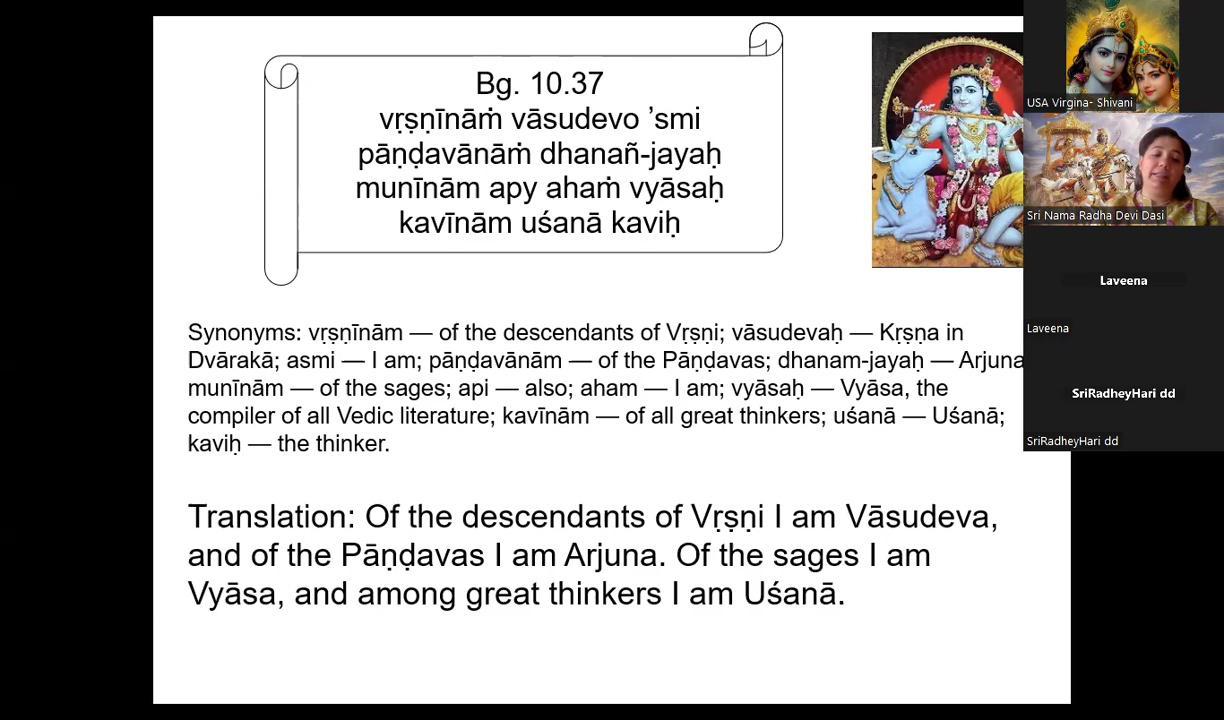 Bg. 10.37
vṛṣṇīnāṁ vāsudevo ’smi
pāṇḍavānāṁ dhanañ-jayaḥ
munīnām apy ahaṁ vyāsaḥ
kavīnām uśanā kaviḥ
Synonyms: vṛṣṇīnām — of the descendants of Vṛṣṇi; vāsudevaḥ — Kṛṣṇa in
Dvārakā; asmi — I am; pāṇḍavānām — of the Pāṇḍavas; dhanam-jayaḥ — Arjuna
munīnām — of the sages; api — also; aham — I am; vyāsaḥ — Vyāsa, the
compiler of all Vedic literature; kavīnām — of all great thinkers; uśanā — Uśanā;
kaviḥ — the thinker.
Translation: Of the descendants of Vṛṣṇi I am Vāsudeva,
and of the Pāṇḍavas I am Arjuna. Of the sages I am
Vyāsa, and among great thinkers I am Uśanā.
USA Virgina- Shivani
Sri Nama Radha Devi Dasi
Laveena
Laveena
SriRadheyHari dd
SriRadheyHari dd